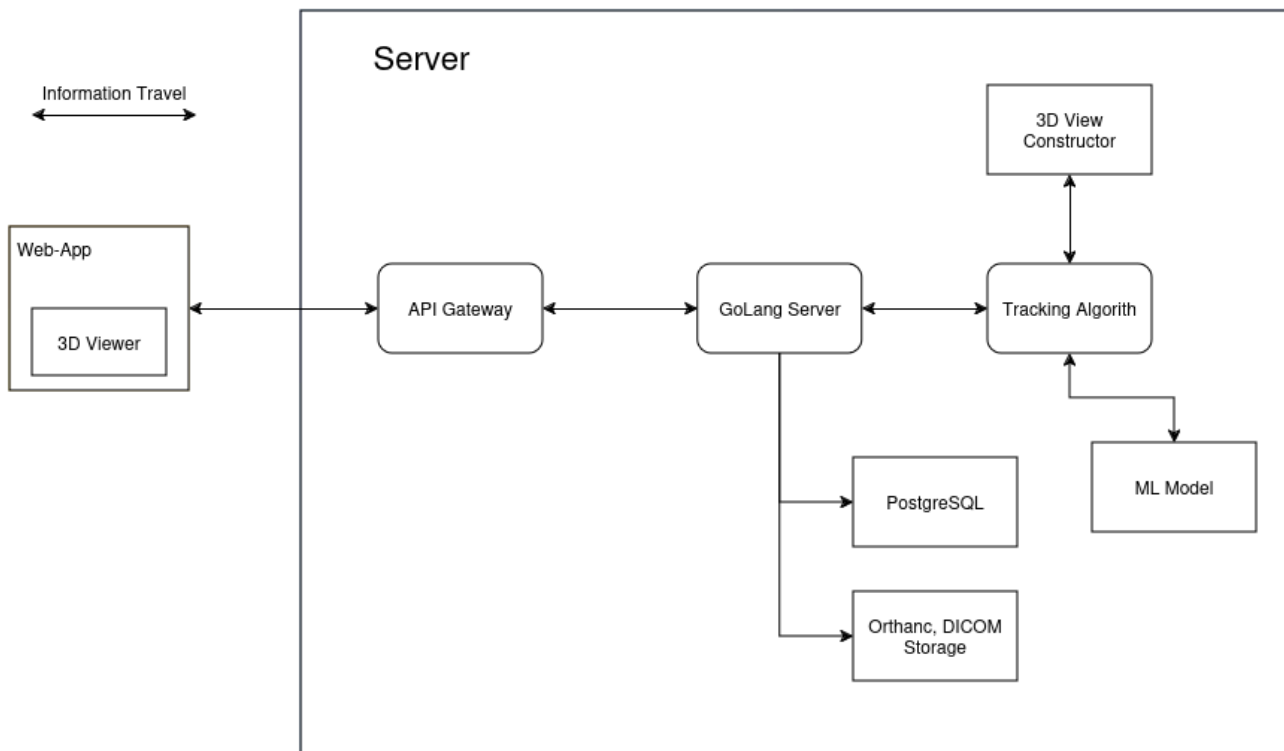 Server
Information Travel
3D View
Constructor
Web-App
3D Viewer
API Gateway
GoLang Server
Tracking Algorith
PostgreSQL
ML Model
Orthanc, DICOM
Storage